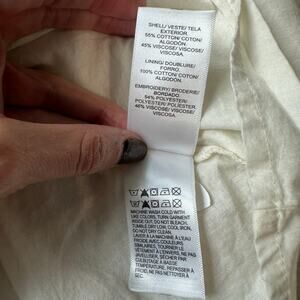 SHELL/ VESTE/ TELA
EXTERIOR.
55% COTTON/ COTON/
ALGODÓN.
45% VISCOSE/ VISCOSE/
VISCOSA.
LINING/ DOUBLURE/
FORRO.
100% COTTON/ COTON/
ALGODÓN.
EMBROIDERY/ BRODERIE/
BORDADO.
54% POLYESTER/
POLYESTER/ POLIESTER.
46% VISCOSE/ VISCOSE/
VISCOSA.
MACHINE WASH COLD WITH
LIKE COLORS, TURN GARMENT
INSIDE OUT, DO NOT BLEACH,
TUMBLE DRY LOW, COOL IRON,
DO NOT DRY CLEAN.
LAVER À LA MACHINE À L'EAU
FROIDE AVEC COULEURS
SIMILAIRES, TOURNER LE
VÊTEMENT À L'ENVERS, NE PAS
JAVELLISER, SÉCHER PAR
CULBUTAGE À BASSE
TEMPÉRATURE, REPASSAGE À
FROID, NE PAS NETTOYER À
SEC.